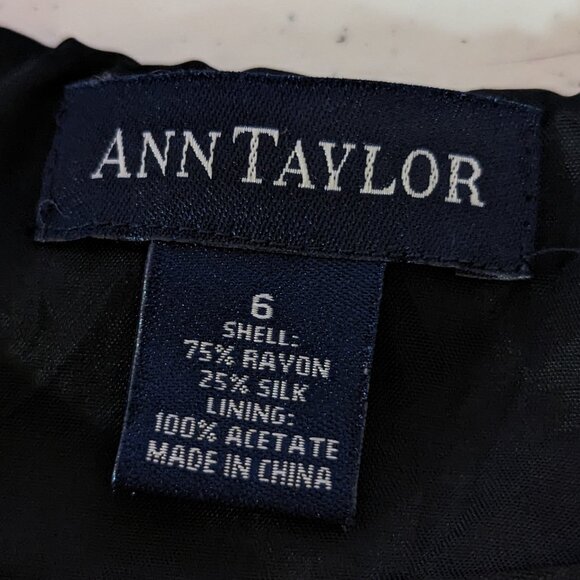 ANN TAYLOR
6
SHELL:
75% RAYON
25% SILK
LINING:
100% ACETATE
MADE IN CHINA